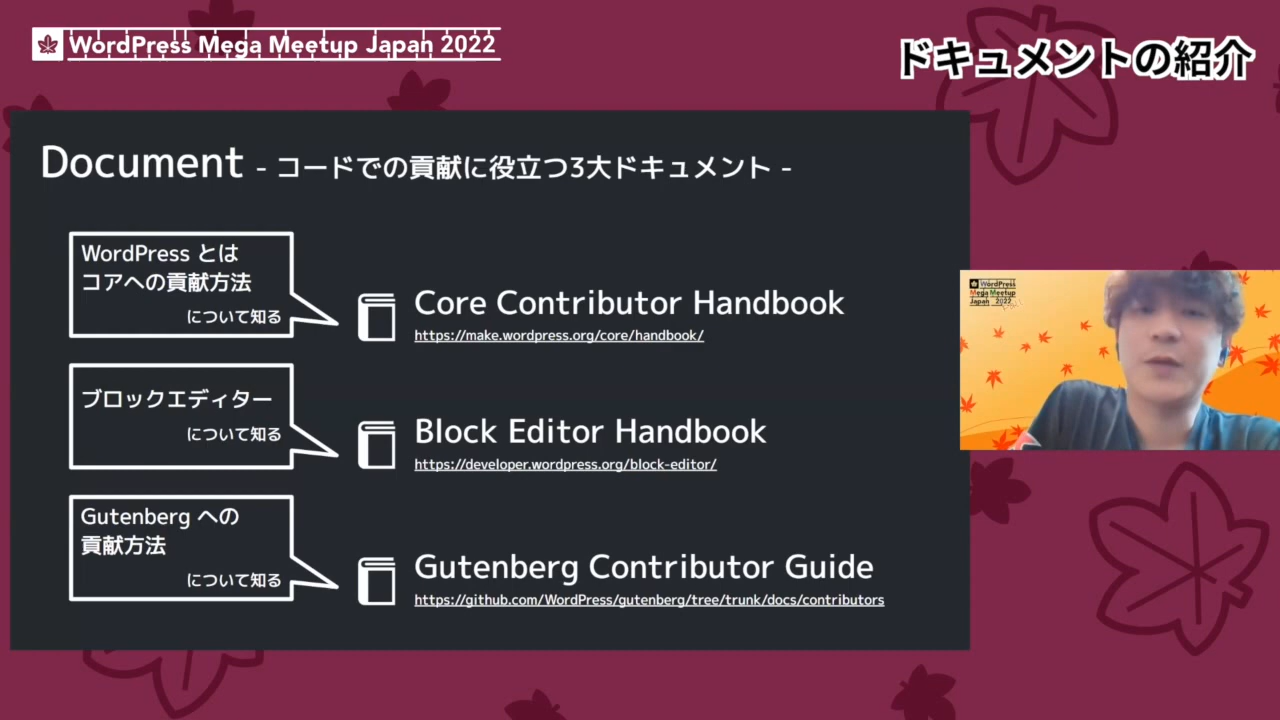 WordPress Mega Meetup Japan 2022
ドキュメントの紹介
Document - コードでの貢献に役立つ3大ドキュメント -
WordPress とは
コアへの貢献方法
について知る
Core Contributor Handbook
https://make.wordpress.org/core/handbook/
ブロックエディター
について知る
Block Editor Handbook
https://developer.wordpress.org/block-editor/
Gutenberg への
貢献方法
について知る
Gutenberg Contributor Guide
https://github.com/WordPress/gutenberg/tree/trunk/docs/contributors
WordPress
Mega Meetup
Japan 2022